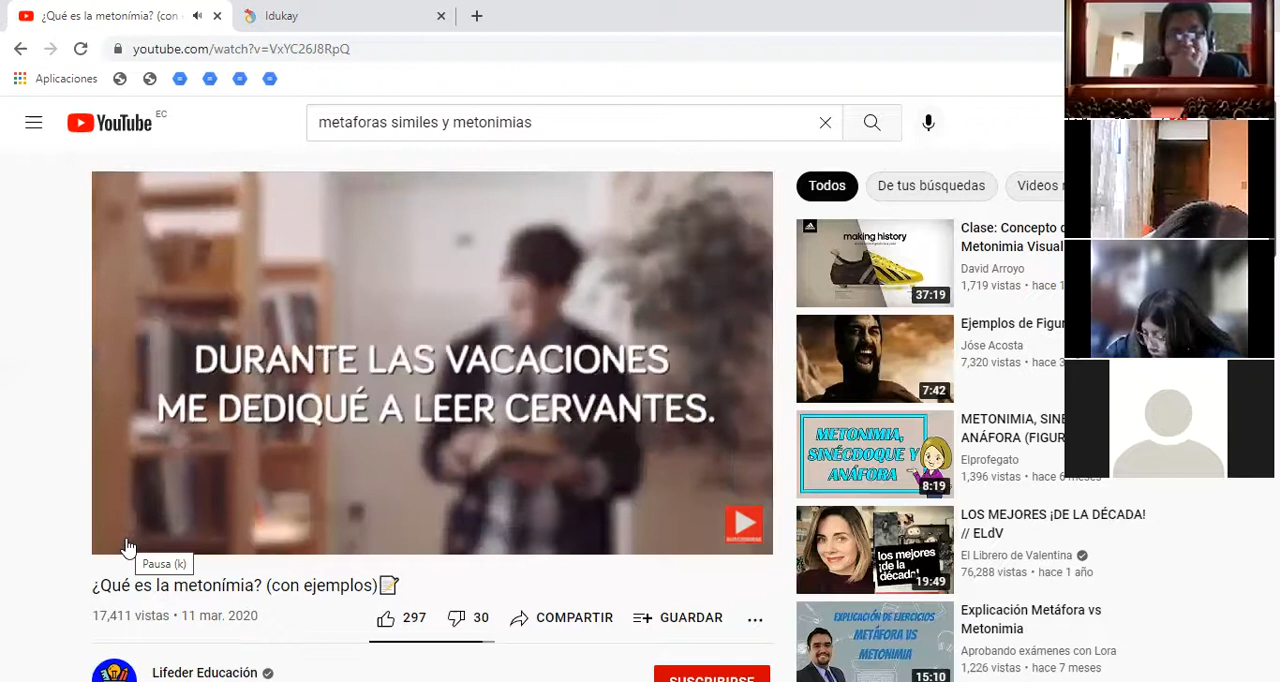 ¿Qué es la metonímia? (con
Idukay
youtube.com/watch?v=VxYC26J8RpQ
Aplicaciones
YouTube EC
metaforas similes y metonimias
DURANTE LAS VACACIONES
ME DEDIQUÉ A LEER CERVANTES.
Pausa (k)
¿Qué es la metonímia? (con ejemplos)📝
17,411 vistas • 11 mar. 2020
297
30
COMPARTIR
GUARDAR
Lifeder Educación
SUSCRIBIRSE
Todos
De tus búsquedas
Videos
making history
37:19
Clase: Concepto
Metonimia Visual
David Arroyo
1,719 vistas • hace 1
7:42
Ejemplos de Figu
Jóse Acosta
7,320 vistas • hace 3
METONIMIA,
SINÉCDOQUE Y
ANÁFORA
8:19
METONIMIA, SINÉ
ANÁFORA (FIGUR
Elprofegato
1,396 vistas • hace 6 meses
los mejores
¡de la
década!
19:49
LOS MEJORES ¡DE LA DÉCADA!
// ELdV
El Librero de Valentina
76,288 vistas • hace 1 año
EXPLICACIÓN DE EJERCICIOS
METÁFORA VS
METONIMIA
15:10
Explicación Metáfora vs
Metonimia
Aprobando exámenes con Lora
1,226 vistas • hace 7 meses